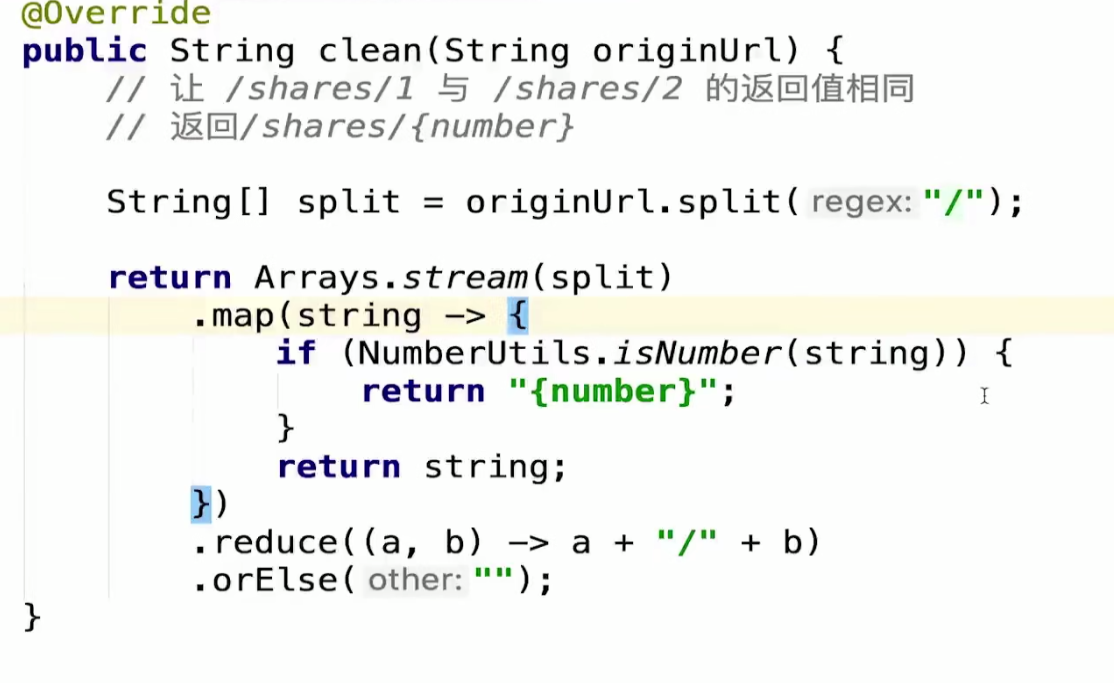 @Override
public String clean(String originUrl) {
// 让 /shares/1 与 /shares/2 的返回值相同
// 返回/shares/{number}
String[] split = originUrl.split( regex: "/");
return Arrays.stream(split)
.map(string -> {
if (NumberUtils.isNumber(string)) {
return "{number}";
}
return string;
})
.reduce((a, b) -> a + "/" + b)
.orElse( other: "");
}